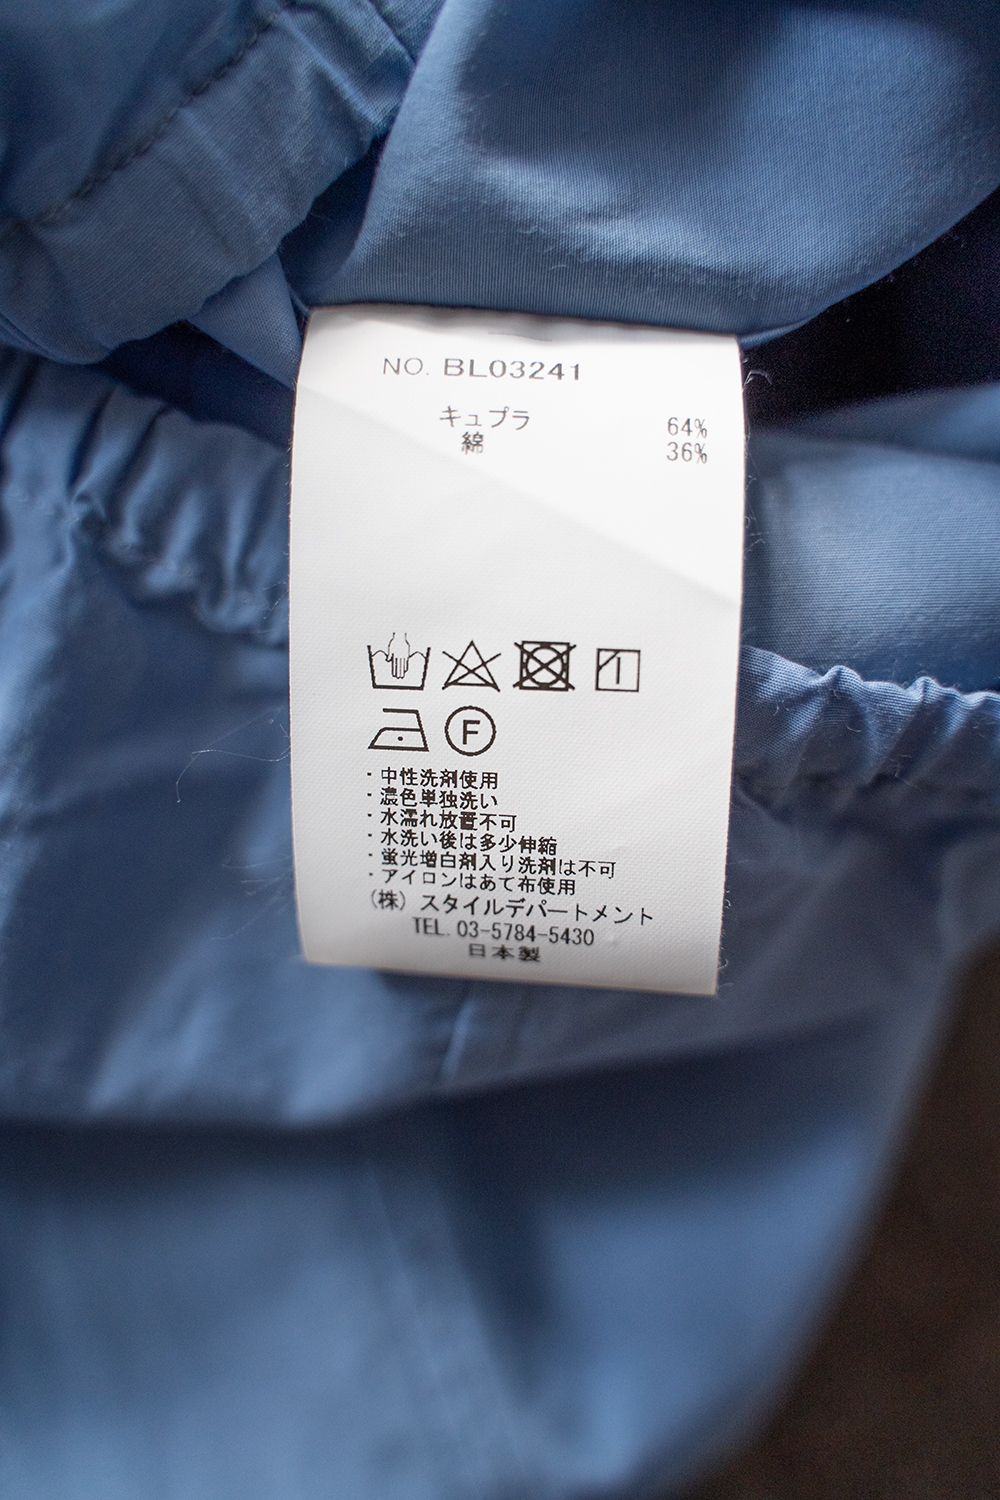 NO. BL03241
キュプラ 64%
綿 36%
F
・中性洗剤使用
・濃色単独洗い
・水濡れ放置不可
・水洗い後は多少伸縮
・蛍光増白剤入り洗剤は不可
・アイロンはあて布使用
(株) スタイルデパートメント
TEL. 03-5784-5430
日本製